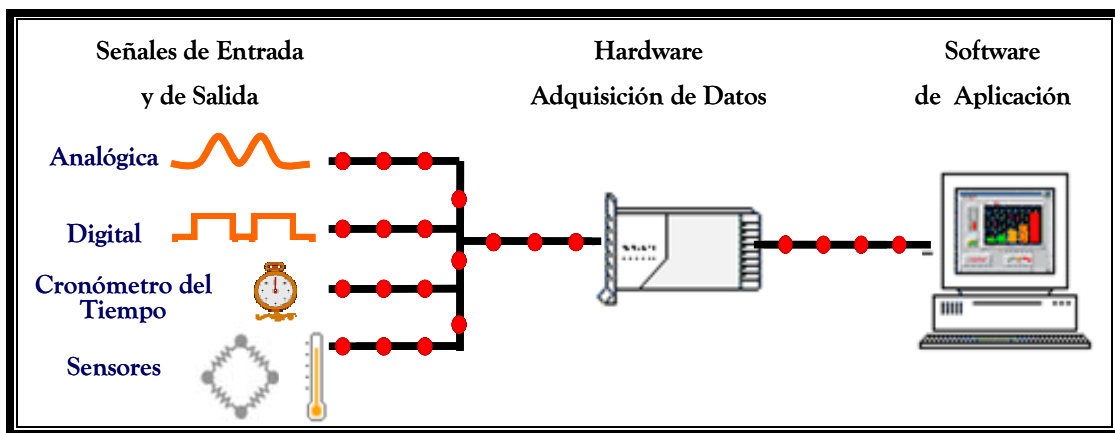 Señales de Entrada
y de Salida
Hardware
Adquisición de Datos
Software
de Aplicación
Analógica
Digital
Cronómetro del
Tiempo
Sensores